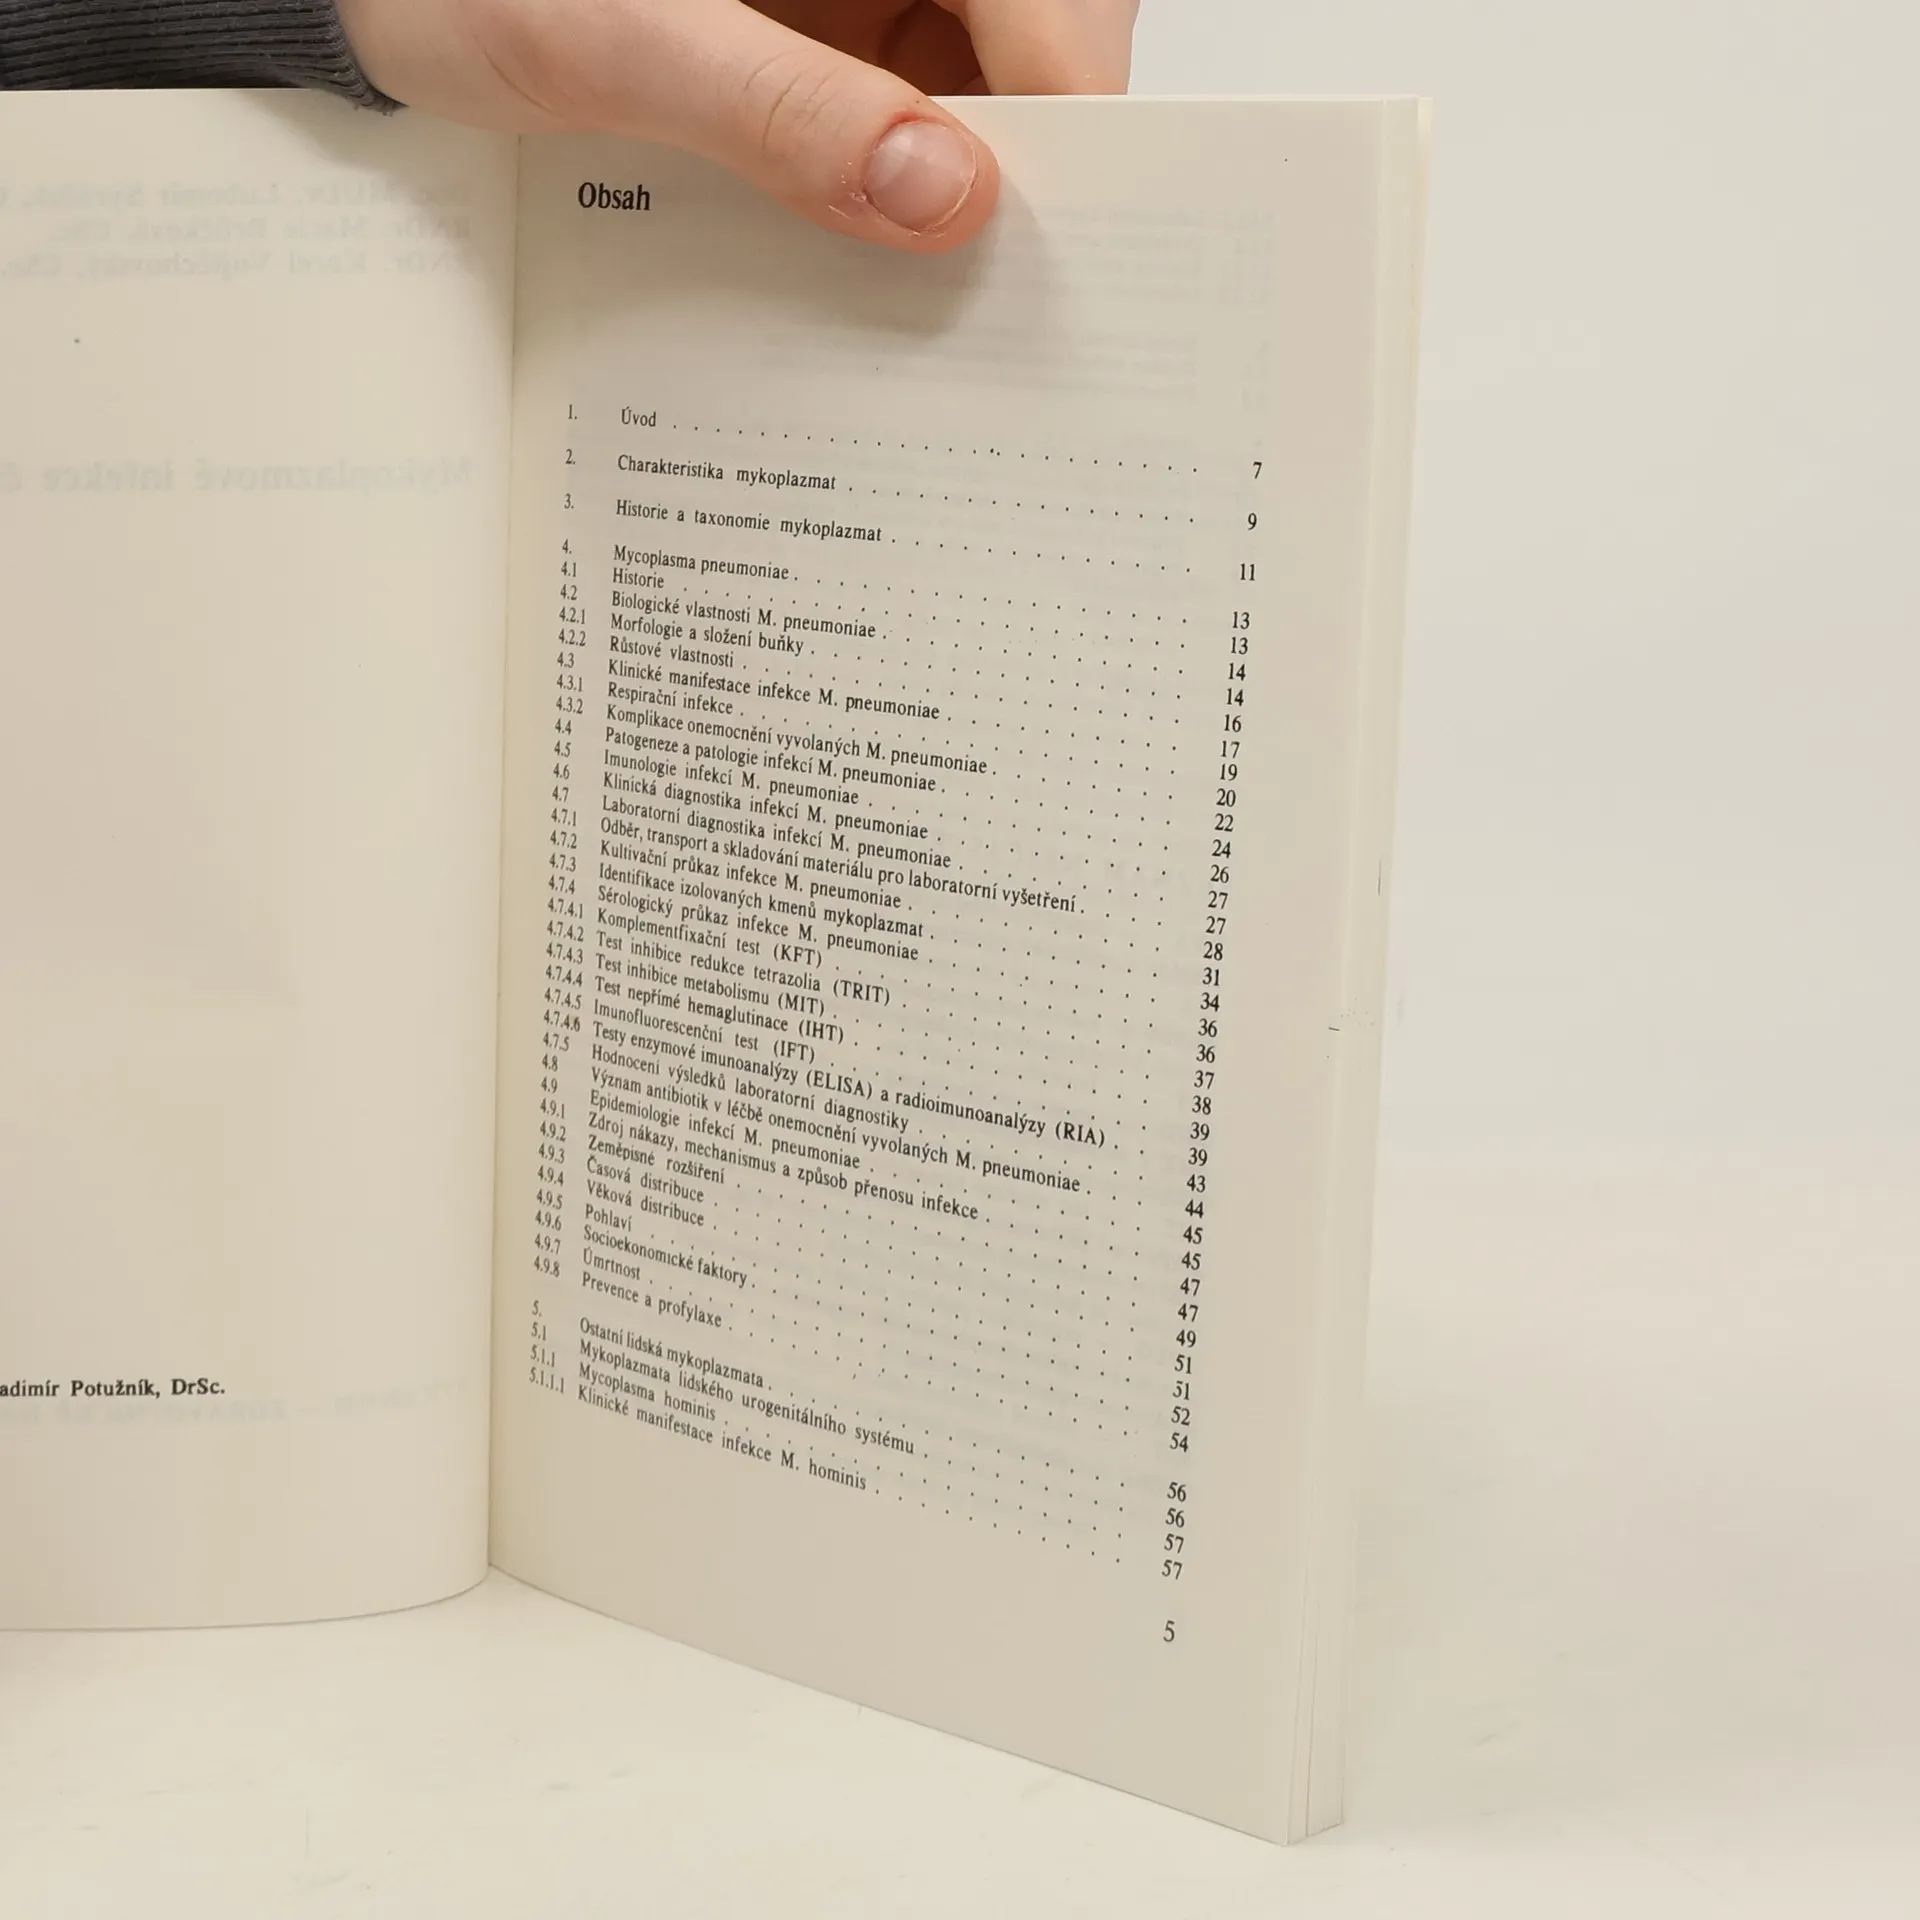 adimír Potužník, DrSc.
Obsah
1. Úvod . . . . . . . . . . 7
2. Charakteristika mykoplazmat . . . . . . . . . . 9
3. Historie a taxonomie mykoplazmat . . . . . . . . . . 11
4. Mycoplasma pneumoniae . . . . . . . . . . 13
4.1 Historie . . . . . . . . . . 13
4.2 Biologické vlastnosti M. pneumoniae . . . . . . . . . . 14
4.2.1 Morfologie a složení buňky . . . . . . . . . . 14
4.2.2 Růstové vlastnosti . . . . . . . . . . 16
4.3 Klinické manifestace infekce M. pneumoniae . . . . . . . . . . 17
4.3.1 Respirační infekce . . . . . . . . . . 19
4.3.2 Komplikace onemocnění vyvolaných M. pneumoniae . . . . . . . . 20
4.4 Patogeneze a patologie infekcí M. pneumoniae . . . . . . . . 22
4.5 Imunologie infekcí M. pneumoniae . . . . . . . . . . 24
4.6 Klinická diagnostika infekcí M. pneumoniae . . . . . . . . 26
4.7 Laboratorní diagnostika infekcí M. pneumoniae . . . . . . . . 27
4.7.1 Odběr, transport a skladování materiálu pro laboratorní vyšetření . . . . 27
4.7.2 Kultivační průkaz infekce M. pneumoniae . . . . . . . . 28
4.7.3 Identifikace izolovaných kmenů mykoplazmat . . . . . . . . 31
4.7.4 Sérologický průkaz infekce M. pneumoniae . . . . . . . . 34
4.7.4.1 Komplementfixační test (KFT) . . . . . . . . . . 36
4.7.4.2 Test inhibice redukce tetrazolia (TRIT) . . . . . . . . 36
4.7.4.3 Test inhibice metabolismu (MIT) . . . . . . . . . . 37
4.7.4.4 Test nepřímé hemaglutinace (IHT) . . . . . . . . . . 38
4.7.4.5 Imunofluorescenční test (IFT) . . . . . . . . . . 39
4.7.4.6 Testy enzymové imunoanalýzy (ELISA) a radioimunoanalýzy (RIA) . . 39
4.7.5 Hodnocení výsledků laboratorní diagnostiky . . . . . . . . 43
4.8 Význam antibiotik v léčbě onemocnění vyvolaných M. pneumoniae . . . 44
4.9 Epidemiologie infekcí M. pneumoniae . . . . . . . . 45
4.9.1 Zdroj nákazy, mechanismus a způsob přenosu infekce . . . . . . 45
4.9.2 Zeměpisné rozšíření . . . . . . . . . . 47
4.9.3 Časová distribuce . . . . . . . . . . 47
4.9.4 Věková distribuce . . . . . . . . . . 49
4.9.5 Pohlaví . . . . . . . . . . 51
4.9.6 Socioekonomické faktory . . . . . . . . . . 51
4.9.7 Úmrtnost . . . . . . . . . . 52
4.9.8 Prevence a profylaxe . . . . . . . . . . 54
5. Ostatní lidská mykoplazmata . . . . . . . . . . 56
5.1 Mykoplazmata lidského urogenitálního systému . . . . . . . . 56
5.1.1 Mycoplasma hominis . . . . . . . . . . 57
5.1.1.1 Klinické manifestace infekce M. hominis . . . . . . . . 57
5